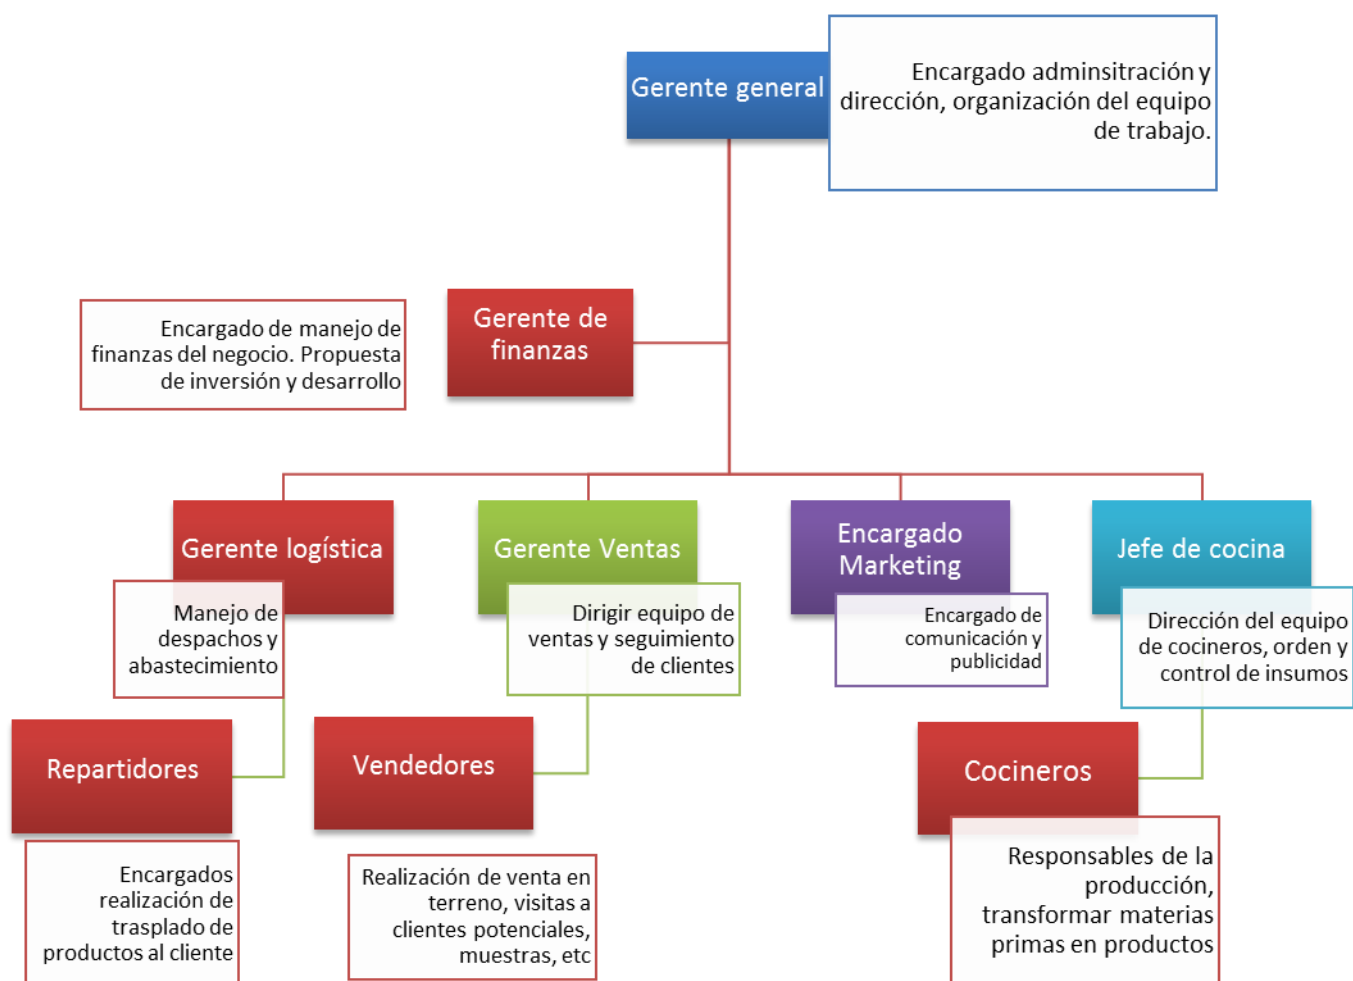 Gerente general
Encargado adminsitración y
dirección, organización del equipo
de trabajo.
Encargado de manejo de
finanzas del negocio. Propuesta
de inversión y desarrollo
Gerente de
finanzas
Gerente logística
Manejo de
despachos y
abastecimiento
Gerente Ventas
Dirigir equipo de
ventas y seguimiento
de clientes
Encargado
Marketing
Encargado de
comunicación y
publicidad
Jefe de cocina
Dirección del equipo
de cocineros, orden y
control de insumos
Repartidores
Encargados
realización de
trasplado de
productos al cliente
Vendedores
Realización de venta en
terreno, visitas a
clientes potenciales,
muestras, etc
Cocineros
Responsables de la
producción,
transformar materias
primas en productos